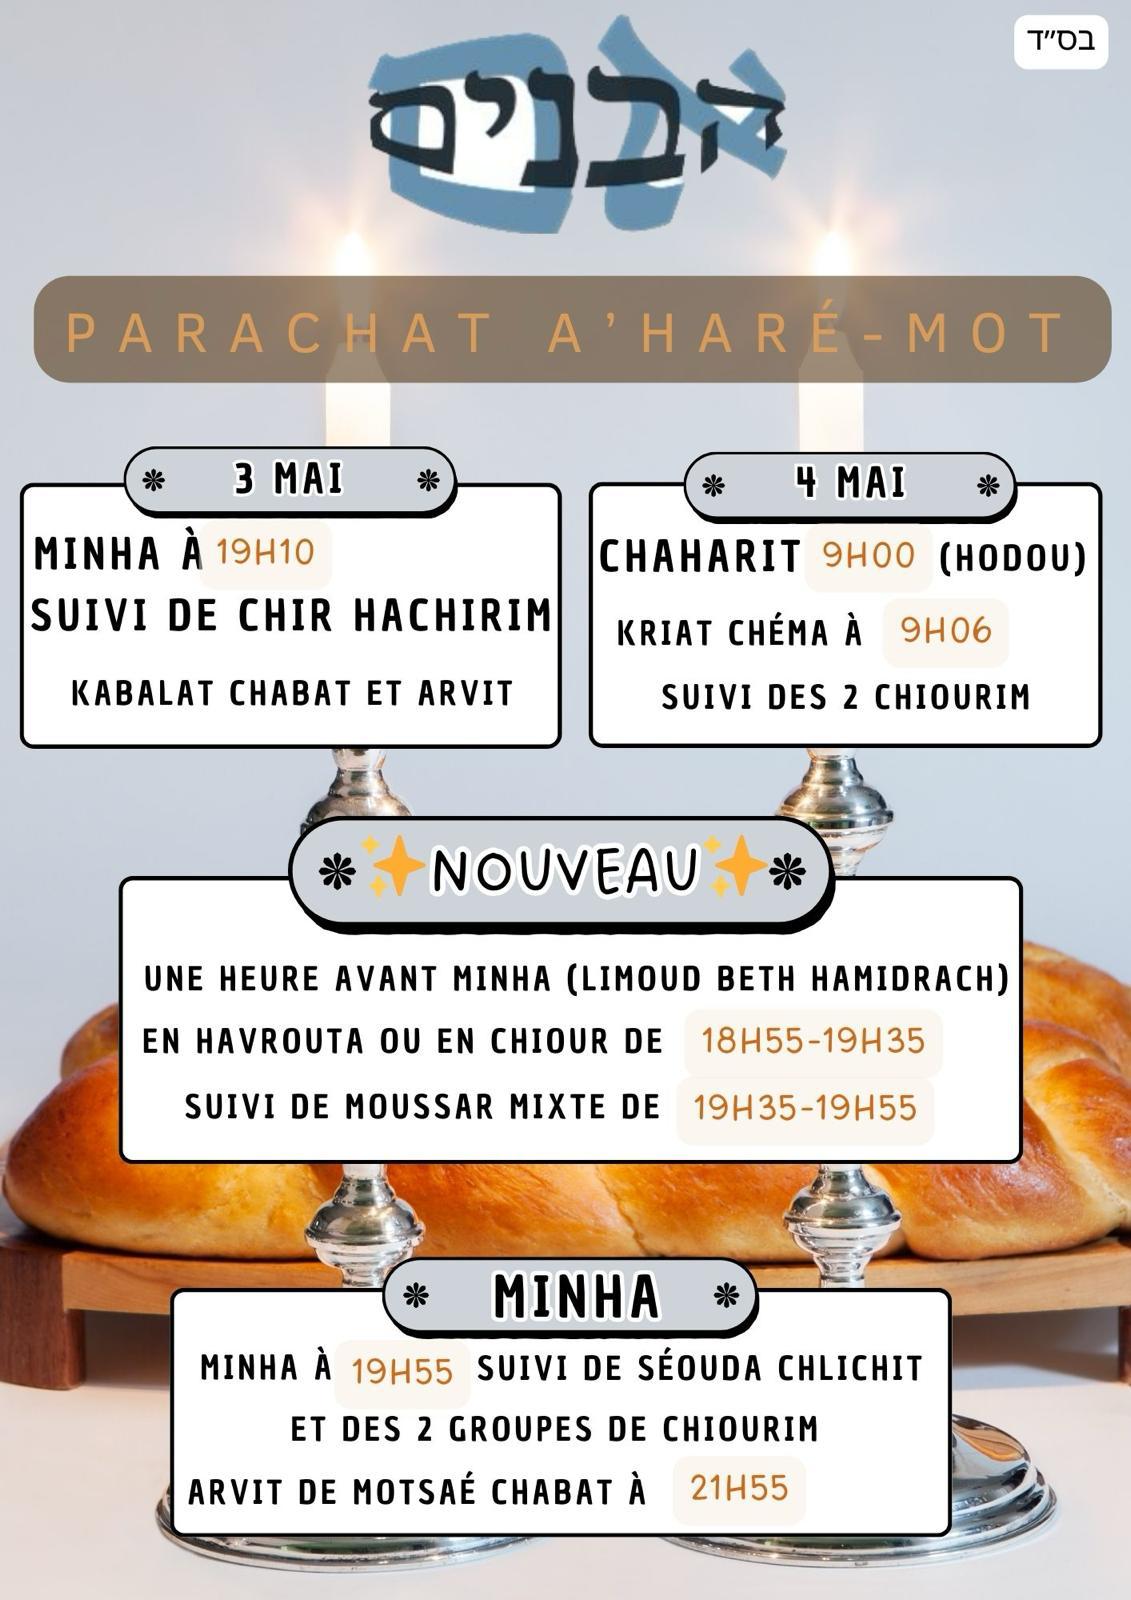 בס״ד
אם
הבנים
PARACHAT A'HARÉ-MOT
3 MAI
MINHA À 19H10
SUIVI DE CHIR HACHIRIM
KABALAT CHABAT ET ARVIT
4 MAI
CHAHARIT 9H00 (HODOU)
KRIAT CHÉMA À 9H06
SUIVI DES 2 CHIOURIM
✨NOUVEAU✨
UNE HEURE AVANT MINHA (LIMOUD BETH HAMIDRACH)
EN HAVROUTA OU EN CHIOUR DE 18H55-19H35
SUIVI DE MOUSSAR MIXTE DE 19H35-19H55
MINHA
MINHA À 19H55 SUIVI DE SÉOUDA CHLICHIT
ET DES 2 GROUPES DE CHIOURIM
ARVIT DE MOTSAÉ CHABAT À 21H55